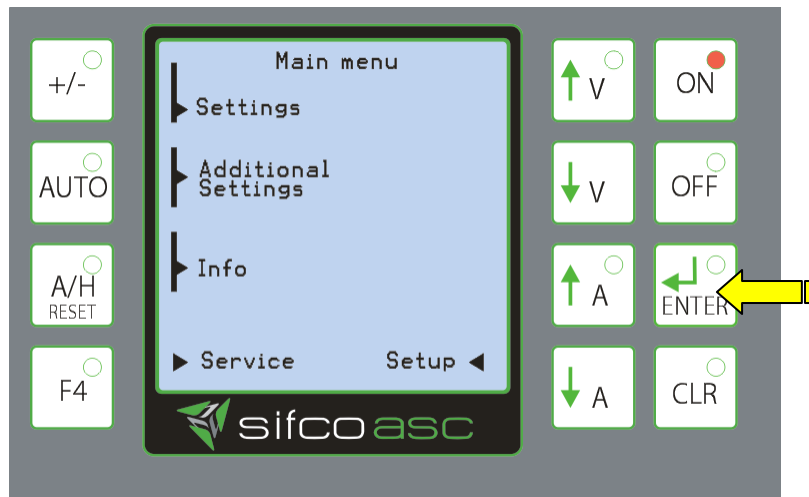 +/-
AUTO
A/H
RESET
F4
Main menu
Settings
Additional
Settings
Info
Service Setup
sifco asc
V
V
A
A
ON
OFF
ENTER
CLR